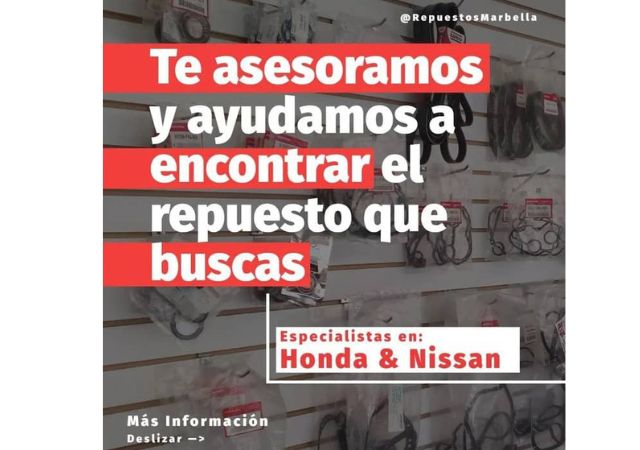 @RepuestosMarbella
Te asesoramos
y ayudamos a
encontrar el
repuesto que
buscas
Especialistas en:
Honda & Nissan
Más Información
Deslizar —>